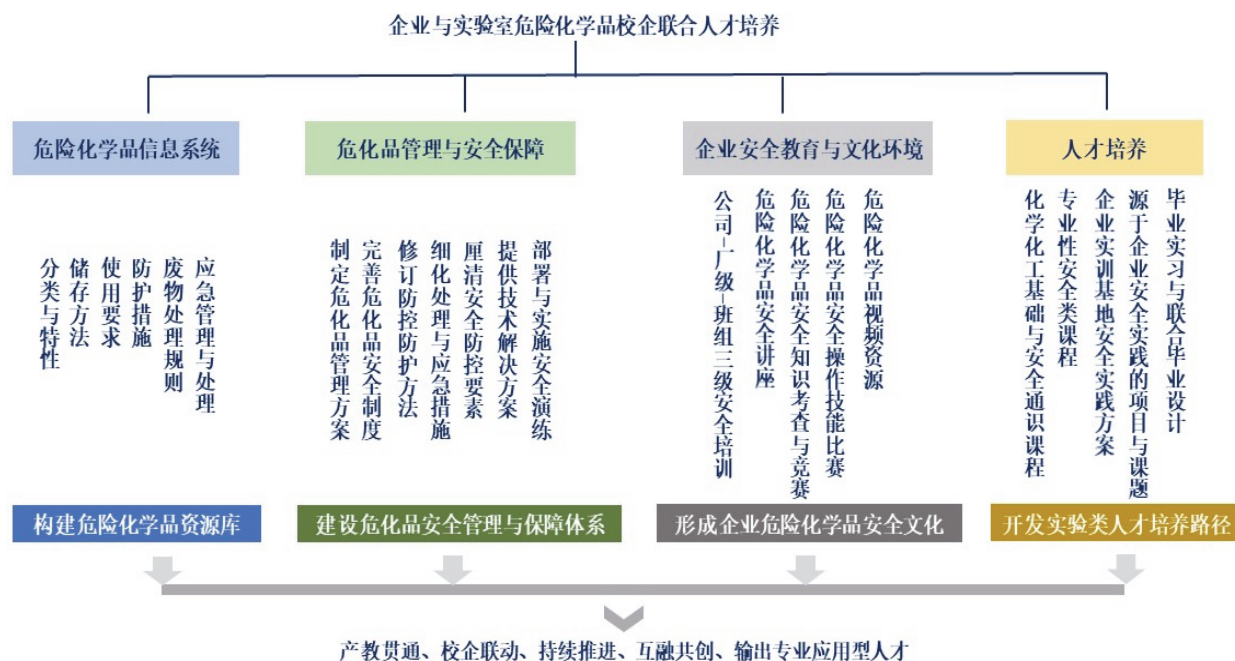 企业与实验室危险化学品校企联合人才培养
危险化学品信息系统
危化品管理与安全保障
企业安全教育与文化环境
人才培养
分类与特性
储存方法
使用要求
防护措施
废物处理规则
应急管理与处理
制定危化品管理方案
完善危化品安全制度
修订防控防护方法
细化处理与应急措施
厘清安全防控要素
提供技术解决方案
部署与实施安全演练
公司-厂级-班组三级安全培训
危险化学品安全讲座
危险化学品安全知识考查与竞赛
危险化学品安全操作技能比赛
危险化学品视频资源
化学化工基础与安全通识课程
专业性安全类课程
企业实训基地安全实践方案
源于企业安全实践的项目与课题
毕业实习与联合毕业设计
构建危险化学品资源库
建设危化品安全管理与保障体系
形成企业危险化学品安全文化
开发实验类人才培养路径
产教贯通、校企联动、持续推进、互融共创、输出专业应用型人才